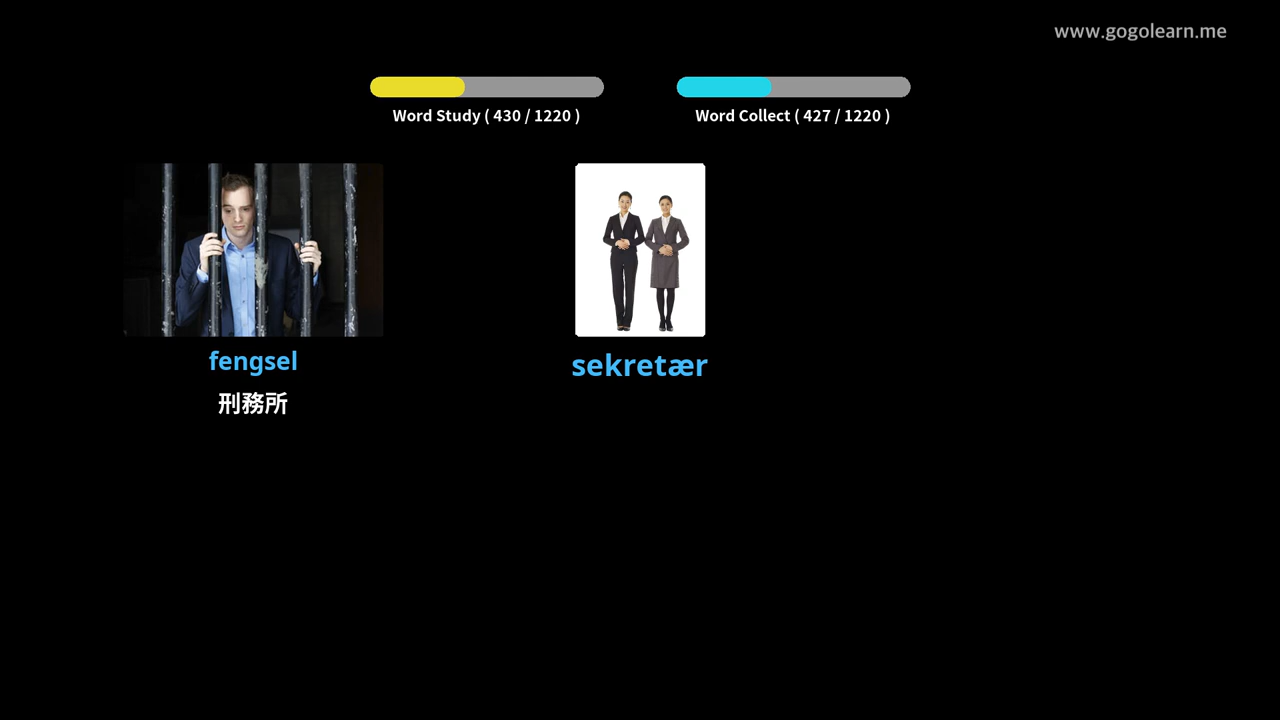 www.gogolearn.me
Word Study ( 430 / 1220 )
Word Collect ( 427 / 1220 )
fengsel
刑務所
sekretær